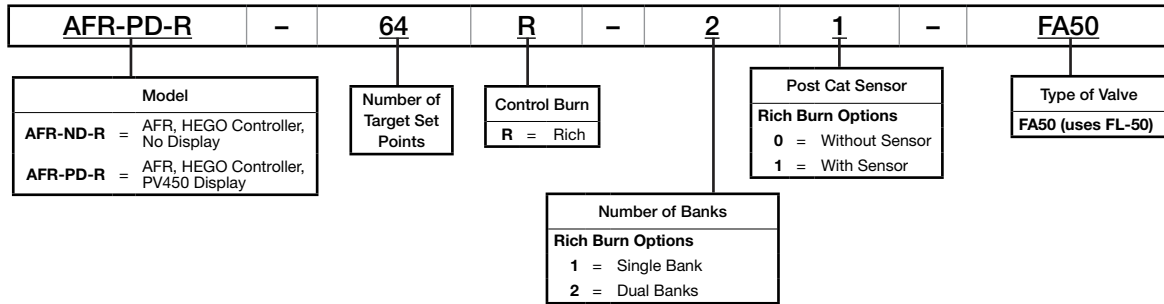 AFR-PD-R – 64 R – 2 1 – FA50
Model
AFR-ND-R = AFR, HEGO Controller,
No Display
AFR-PD-R = AFR, HEGO Controller,
PV450 Display
Number of
Target Set
Points
Control Burn
R = Rich
Number of Banks
Rich Burn Options
1 = Single Bank
2 = Dual Banks
Post Cat Sensor
Rich Burn Options
0 = Without Sensor
1 = With Sensor
Type of Valve
FA50 (uses FL-50)